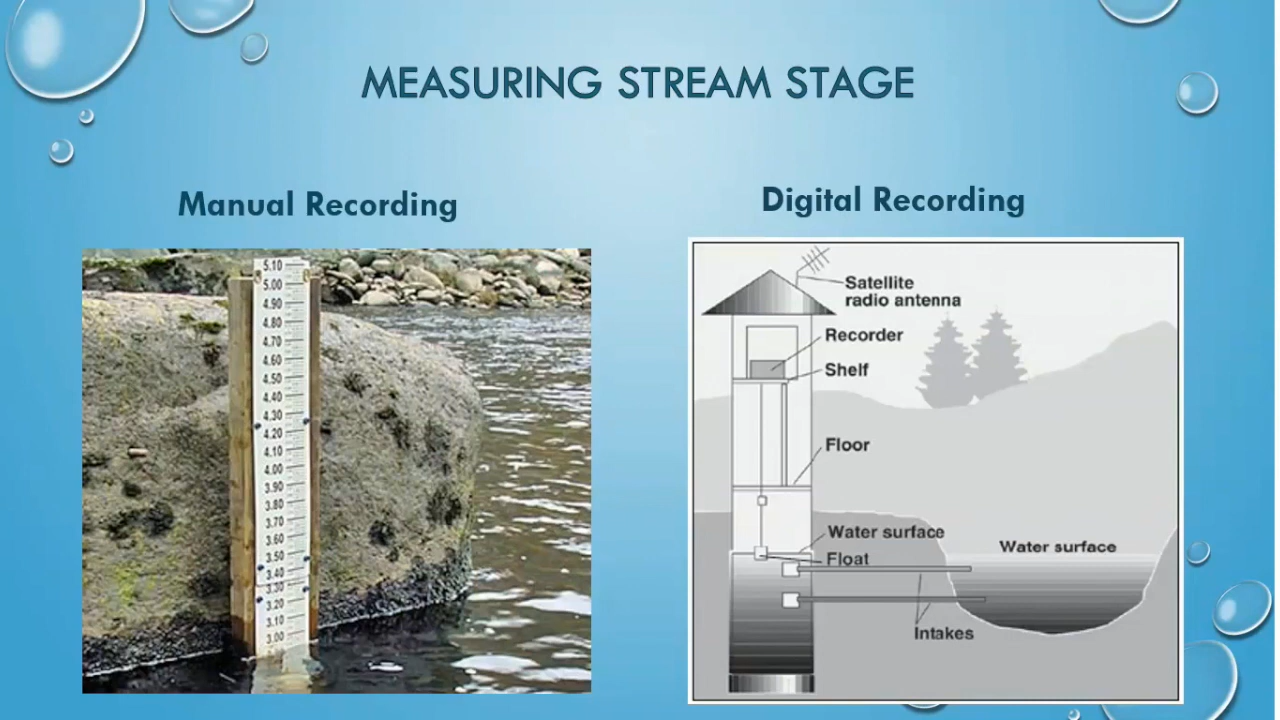 MEASURING STREAM STAGE
Manual Recording
5.10
5.00
4.90
4.80
4.70
4.60
4.50
4.40
4.30
4.20
4.10
4.00
3.90
3.80
3.70
3.60
3.50
3.40
3.30
3.20
3.10
3.00
Digital Recording
Satellite
radio antenna
Recorder
Shelf
Floor
Water surface
Float
Water surface
Intakes